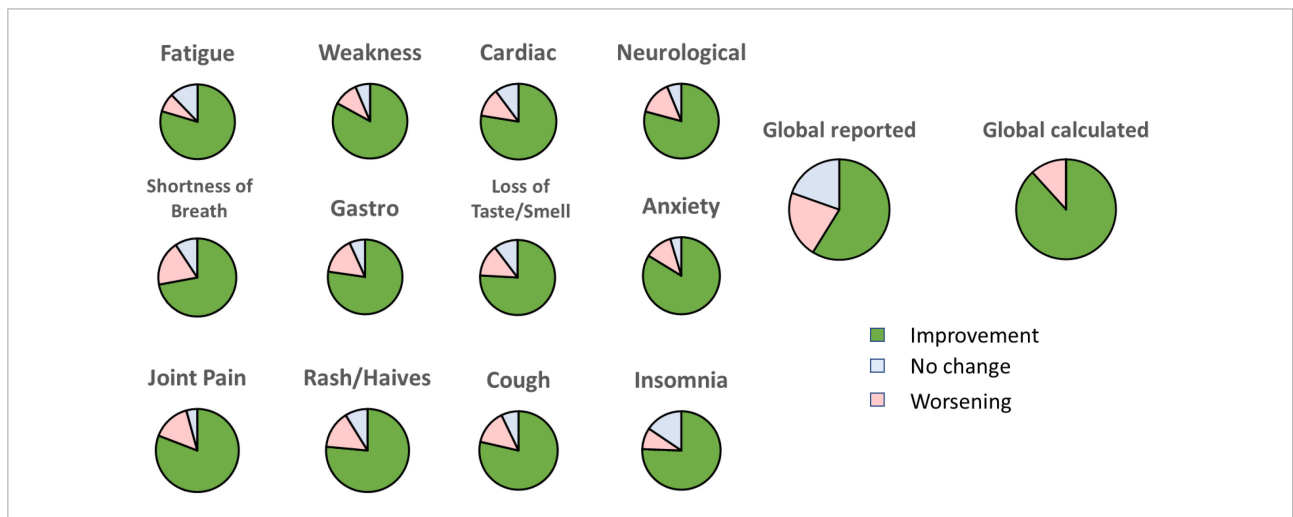 Fatigue
Weakness
Cardiac
Neurological
Global reported
Global calculated
Shortness of
Breath
Gastro
Loss of
Taste/Smell
Anxiety
Improvement
No change
Worsening
Joint Pain
Rash/Haives
Cough
Insomnia